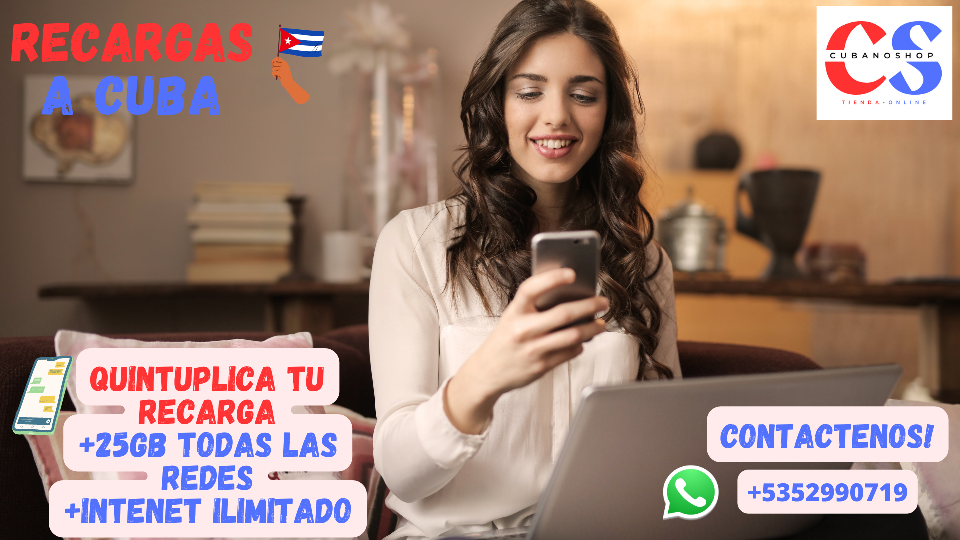 RECARGAS
A CUBA
CS
CUBANOSHOP
TIENDA-ONLINE
QUINTUPLICA TU
RECARGA
+25GB TODAS LAS
REDES
+INTENET ILIMITADO
CONTACTENOS!
+5352990719